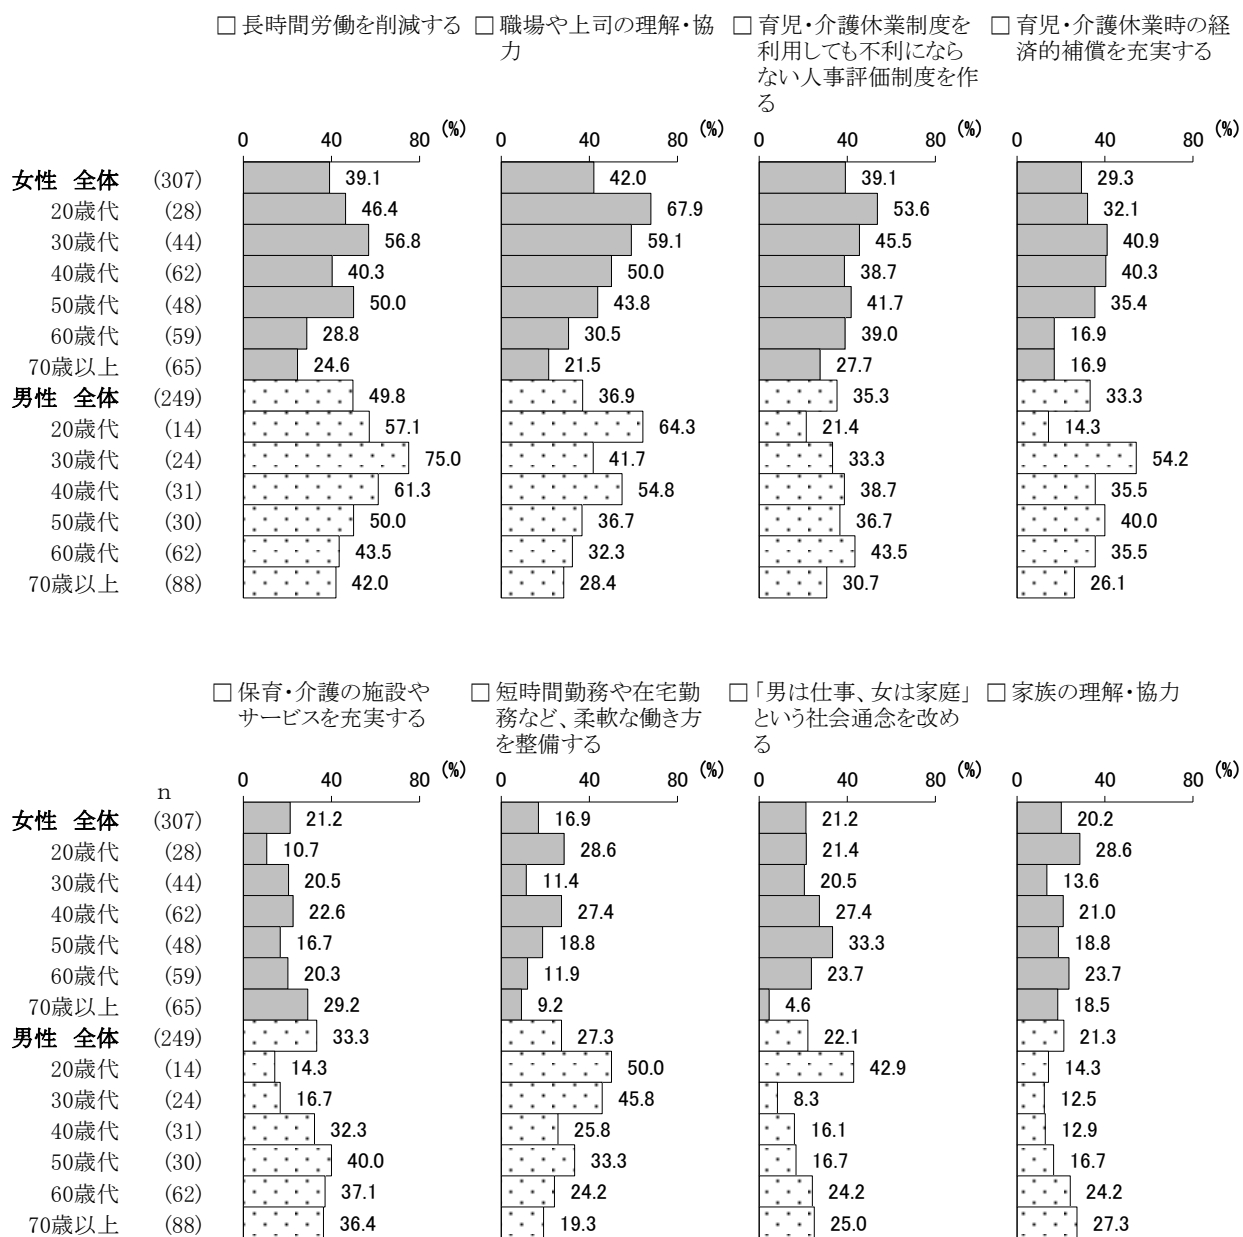 □ 長時間労働を削減する □ 職場や上司の理解・協 □ 育児・介護休業制度を □ 育児・介護休業時の経
力 利用しても不利になら 済的補償を充実する
ない人事評価制度を作
る
0 40 80 (%) 0 40 80 (%) 0 40 80 (%) 0 40 80 (%)
女性 全体 (307) 39.1 42.0 39.1 29.3
20歳代 (28) 46.4 67.9 53.6 32.1
30歳代 (44) 56.8 59.1 45.5 40.9
40歳代 (62) 40.3 50.0 38.7 40.3
50歳代 (48) 50.0 43.8 41.7 35.4
60歳代 (59) 28.8 30.5 39.0 16.9
70歳以上 (65) 24.6 21.5 27.7 16.9
男性 全体 (249) 49.8 36.9 35.3 33.3
20歳代 (14) 57.1 64.3 21.4 14.3
30歳代 (24) 75.0 41.7 33.3 54.2
40歳代 (31) 61.3 54.8 38.7 35.5
50歳代 (30) 50.0 36.7 36.7 40.0
60歳代 (62) 43.5 32.3 43.5 35.5
70歳以上 (88) 42.0 28.4 30.7 26.1
□ 保育・介護の施設や □ 短時間勤務や在宅勤 □ 「男は仕事、女は家庭」 □ 家族の理解・協力
サービスを充実する 務など、柔軟な働き方 という社会通念を改め
を整備する る
0 40 80 (%) 0 40 80 (%) 0 40 80 (%) 0 40 80 (%)
n
女性 全体 (307) 21.2 16.9 21.2 20.2
20歳代 (28) 10.7 28.6 21.4 28.6
30歳代 (44) 20.5 11.4 20.5 13.6
40歳代 (62) 22.6 27.4 27.4 21.0
50歳代 (48) 16.7 18.8 33.3 18.8
60歳代 (59) 20.3 11.9 23.7 23.7
70歳以上 (65) 29.2 9.2 4.6 18.5
男性 全体 (249) 33.3 27.3 22.1 21.3
20歳代 (14) 14.3 50.0 42.9 14.3
30歳代 (24) 16.7 45.8 8.3 12.5
40歳代 (31) 32.3 25.8 16.1 12.9
50歳代 (30) 40.0 33.3 16.7 16.7
60歳代 (62) 37.1 24.2 24.2 24.2
70歳以上 (88) 36.4 19.3 25.0 27.3